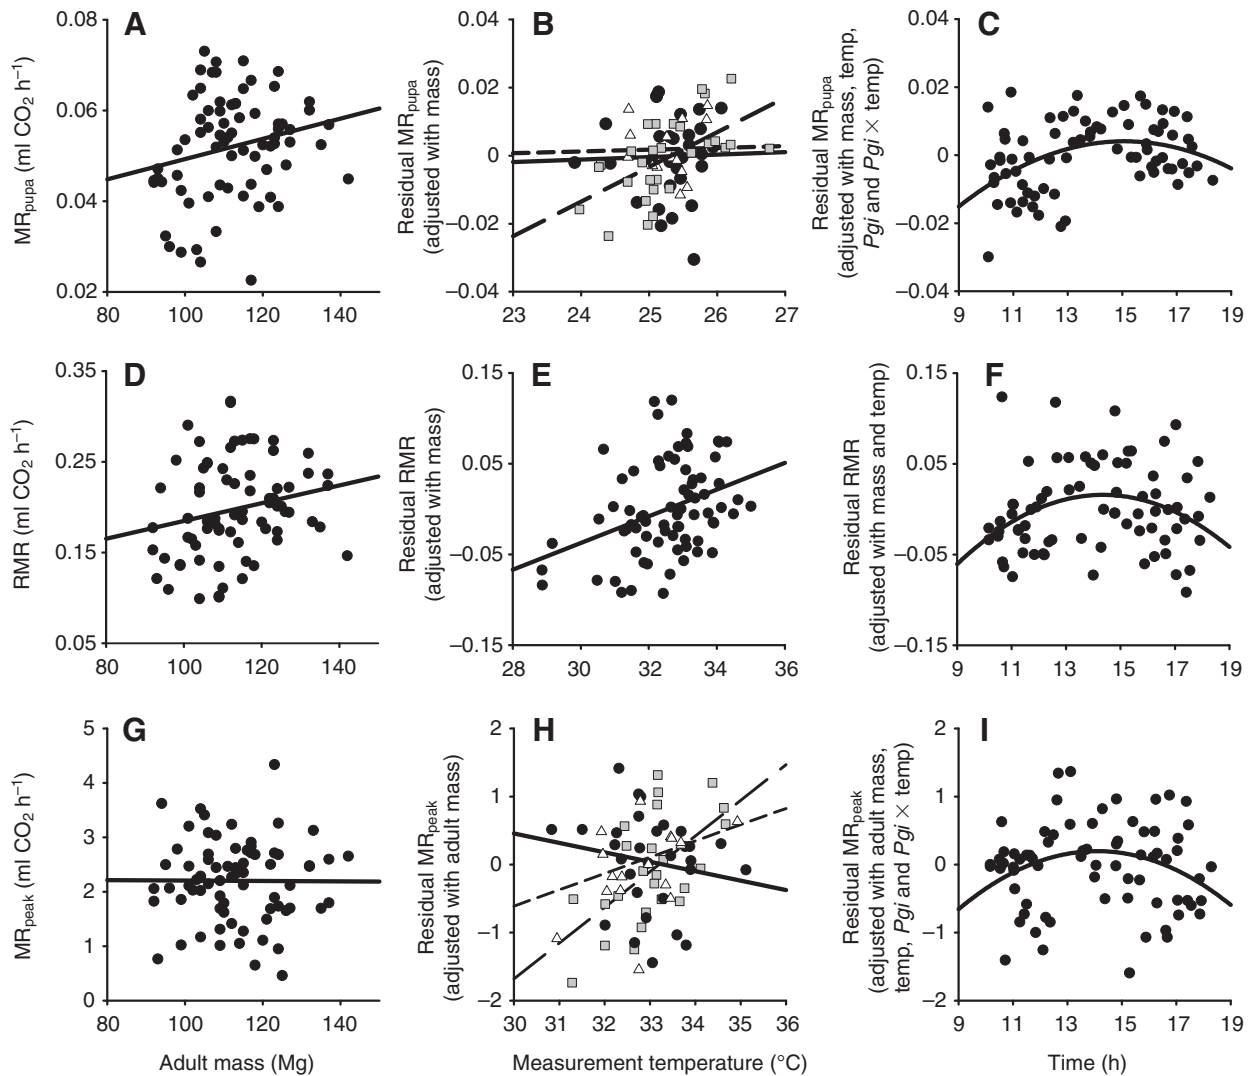 A
MR_pupa (ml CO₂ h⁻¹)
0.08
0.06
0.04
0.02
80 100 120 140
B
Residual MR_pupa
(adjusted with mass)
0.04
0.02
0
–0.02
–0.04
23 24 25 26 27
C
Residual MR_pupa
(adjusted with mass, temp,
Pgi and Pgi × temp)
0.04
0.02
0
–0.02
–0.04
9 11 13 15 17 19
D
RMR (ml CO₂ h⁻¹)
0.35
0.25
0.15
0.05
80 100 120 140
E
Residual RMR
(adjusted with mass)
0.15
0.05
–0.05
–0.15
28 30 32 34 36
F
Residual RMR
(adjusted with mass and temp)
0.15
0.05
–0.05
–0.15
9 11 13 15 17 19
G
MR_peak (ml CO₂ h⁻¹)
5
4
3
2
1
0
80 100 120 140
Adult mass (Mg)
H
Residual MR_peak
(adjusted with adult mass)
2
1
0
–1
–2
30 31 32 33 34 35 36
Measurement temperature (°C)
I
Residual MR_peak
(adjusted with adult mass,
temp, Pgi and Pgi × temp)
2
1
0
–1
–2
9 11 13 15 17 19
Time (h)